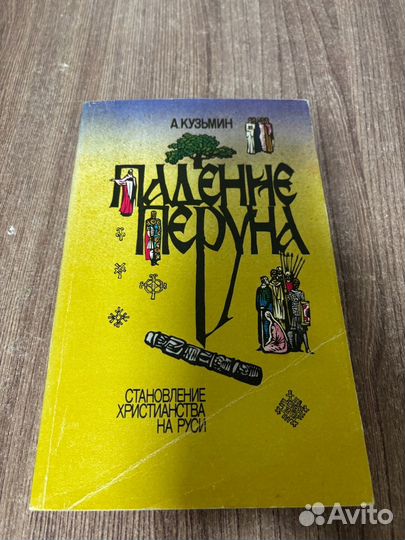 А. КУЗЬМИН
ПАДЕНИЕ
ПЕРУНА
СТАНОВЛЕНИЕ
ХРИСТИАНСТВА
НА РУСИ
Avito